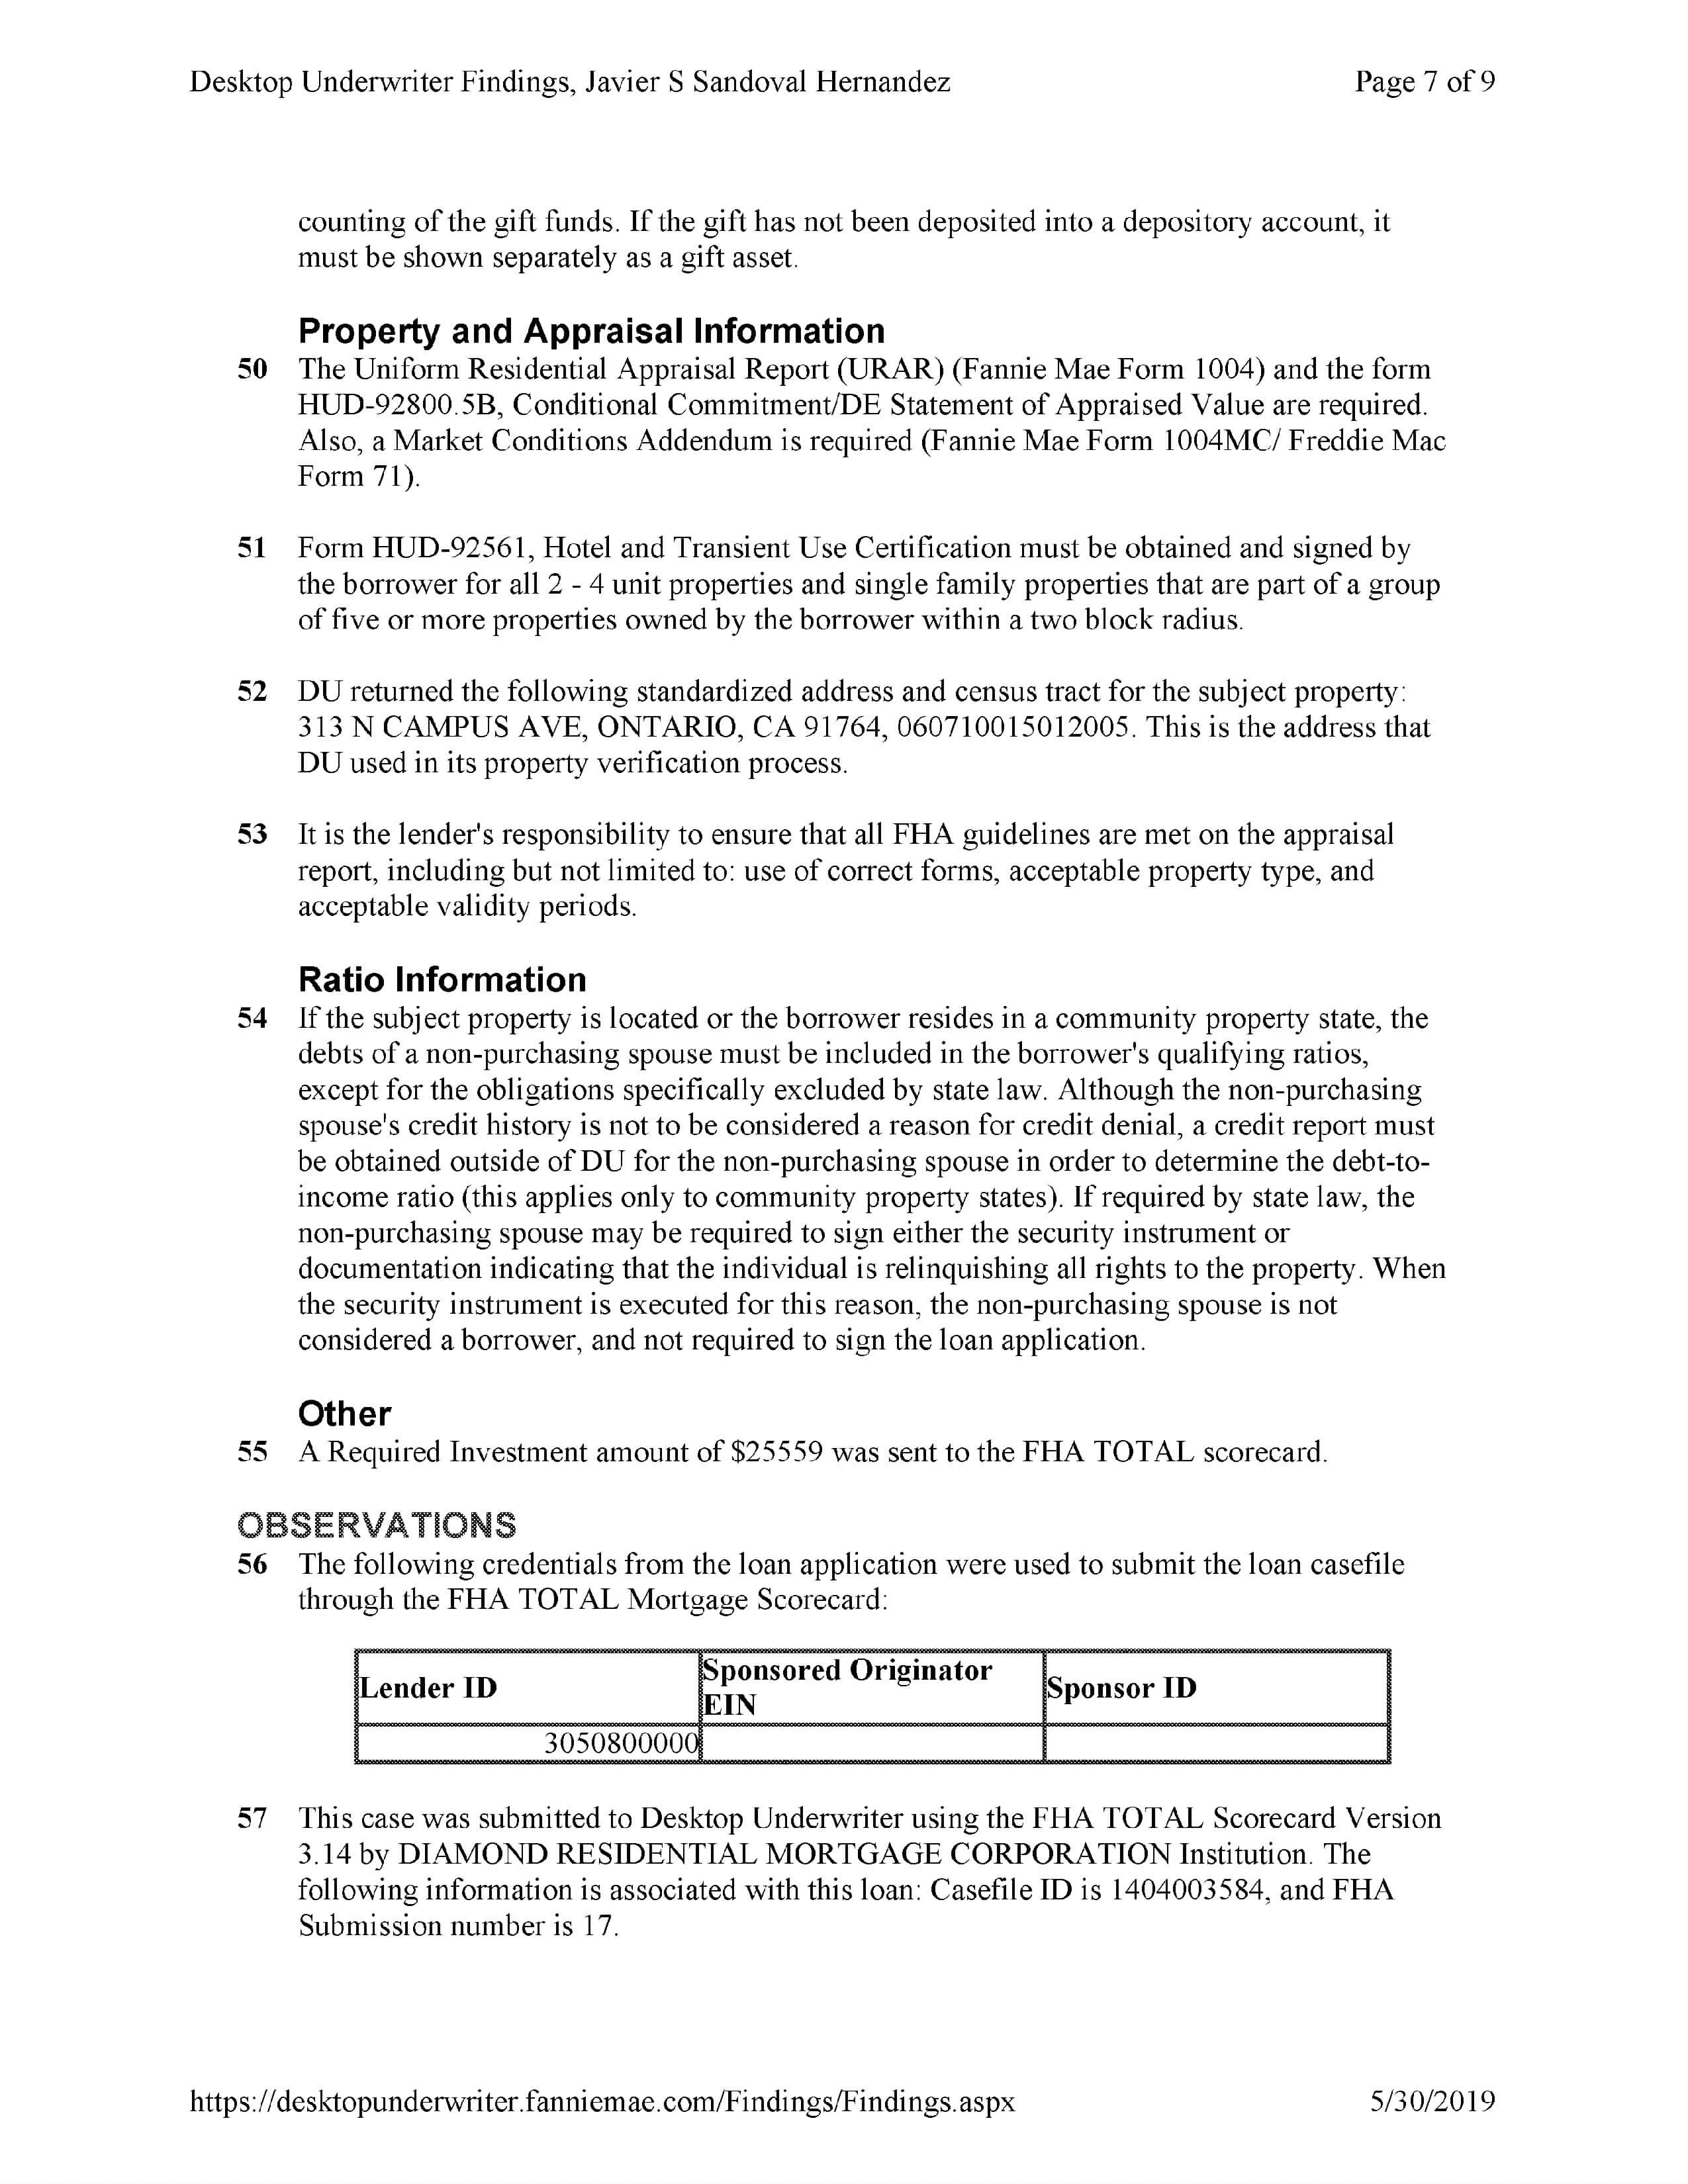 Desktop Underwriter Findings, Javier S Sandoval Hernandez Page 7 of 9
counting of the gift funds. If the gift has not been deposited into a depository account, it
must be shown separately as a gift asset.
Property and Appraisal Information
50 The Uniform Residential Appraisal Report (URAR) (Fannie Mae Form 1004) and the form
HUD-92800.5B, Conditional Commitment/DE Statement of Appraised Value are required.
Also, a Market Conditions Addendum is required (Fannie Mae Form 1004MC/ Freddie Mac
Form 71).
51 Form HUD-92561, Hotel and Transient Use Certification must be obtained and signed by
the borrower for all 2 - 4 unit properties and single family properties that are part of a group
of five or more properties owned by the borrower within a two block radius.
52 DU returned the following standardized address and census tract for the subject property:
313 N CAMPUS AVE, ONTARIO, CA 91764, 060710015012005. This is the address that
DU used in its property verification process.
53 It is the lender's responsibility to ensure that all FHA guidelines are met on the appraisal
report, including but not limited to: use of correct forms, acceptable property type, and
acceptable validity periods.
Ratio Information
54 If the subject property is located or the borrower resides in a community property state, the
debts of a non-purchasing spouse must be included in the borrower's qualifying ratios,
except for the obligations specifically excluded by state law. Although the non-purchasing
spouse's credit history is not to be considered a reason for credit denial, a credit report must
be obtained outside of DU for the non-purchasing spouse in order to determine the debt-to-
income ratio (this applies only to community property states). If required by state law, the
non-purchasing spouse may be required to sign either the security instrument or
documentation indicating that the individual is relinquishing all rights to the property. When
the security instrument is executed for this reason, the non-purchasing spouse is not
considered a borrower, and not required to sign the loan application.
Other
55 A Required Investment amount of $25559 was sent to the FHA TOTAL scorecard.
OBSERVATIONS
56 The following credentials from the loan application were used to submit the loan casefile
through the FHA TOTAL Mortgage Scorecard:
Lender ID Sponsored Originator EIN Sponsor ID
3050800000
57 This case was submitted to Desktop Underwriter using the FHA TOTAL Scorecard Version
3.14 by DIAMOND RESIDENTIAL MORTGAGE CORPORATION Institution. The
following information is associated with this loan: Casefile ID is 1404003584, and FHA
Submission number is 17.
https://desktopunderwriter.fanniemae.com/Findings/Findings.aspx 5/30/2019